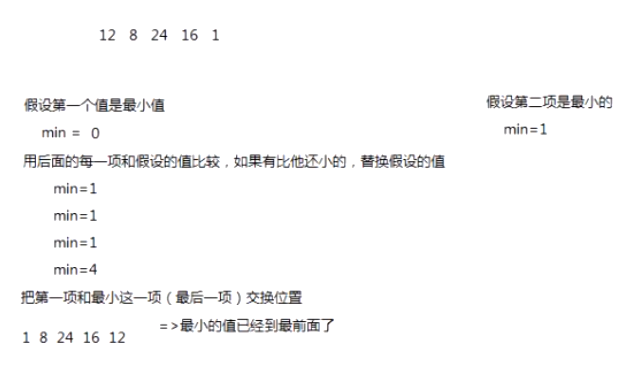 12 8 24 16 1
假设第一个值是最小值
min = 0
用后面的每一项和假设的值比较，如果有比他还小的，替换假设的值
min=1
min=1
min=1
min=4
把第一项和最小这一项（最后一项）交换位置
1 8 24 16 12
=>最小的值已经到最前面了
假设第二项是最小的
min=1